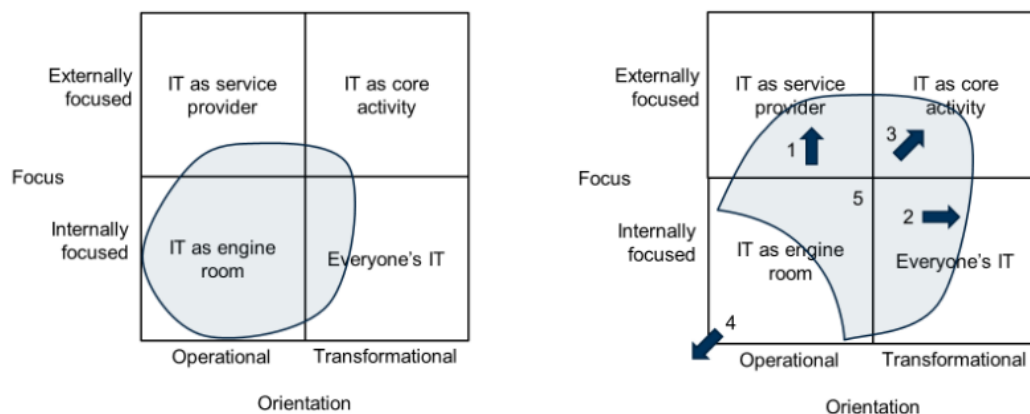 Externally
focused
IT as service
provider
IT as core
activity
Focus
Internally
focused
IT as engine
room
Everyone's IT
Operational
Transformational
Orientation
Externally
focused
IT as service
provider
IT as core
activity
1
3
Focus
5
2
Internally
focused
IT as engine
room
Everyone's IT
4
Operational
Transformational
Orientation